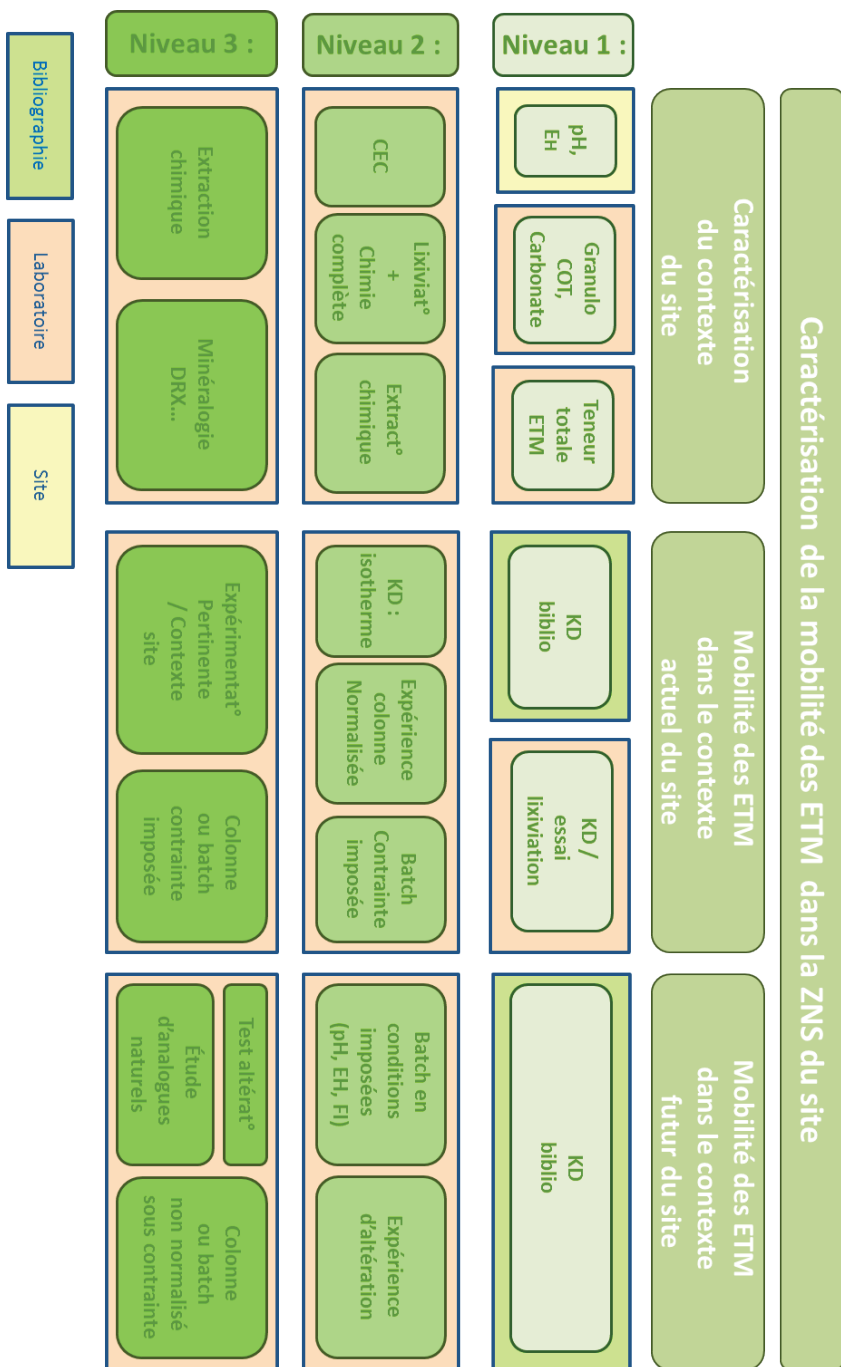 Caractérisation de la mobilité des ETM dans la ZNS du site
Caractérisation
du contexte
du site
Mobilité des ETM
dans le contexte
actuel du site
Mobilité des ETM
dans le contexte
futur du site
Niveau 1 :
pH,
EH
Granulo
COT,
Carbonate
Teneur
totale
ETM
KD
biblio
KD /
essai
lixiviation
KD
biblio
Niveau 2 :
CEC
Lixiviat°
+
Chimie
complète
Extract°
chimique
KD :
isotherme
Expérience
colonne
Normalisée
Batch
Contrainte
imposée
Batch en
conditions
imposées
(pH, EH, FI)
Expérience
d'altération
Niveau 3 :
Extraction
chimique
Minéralogie
DRX...
Expérimentat°
Pertinente
/ Contexte
site
Colonne
ou batch
contrainte
imposée
Test altérat°
Étude
d'analogues
naturels
Colonne
ou batch
non normalisé
sous contrainte
Bibliographie
Laboratoire
Site